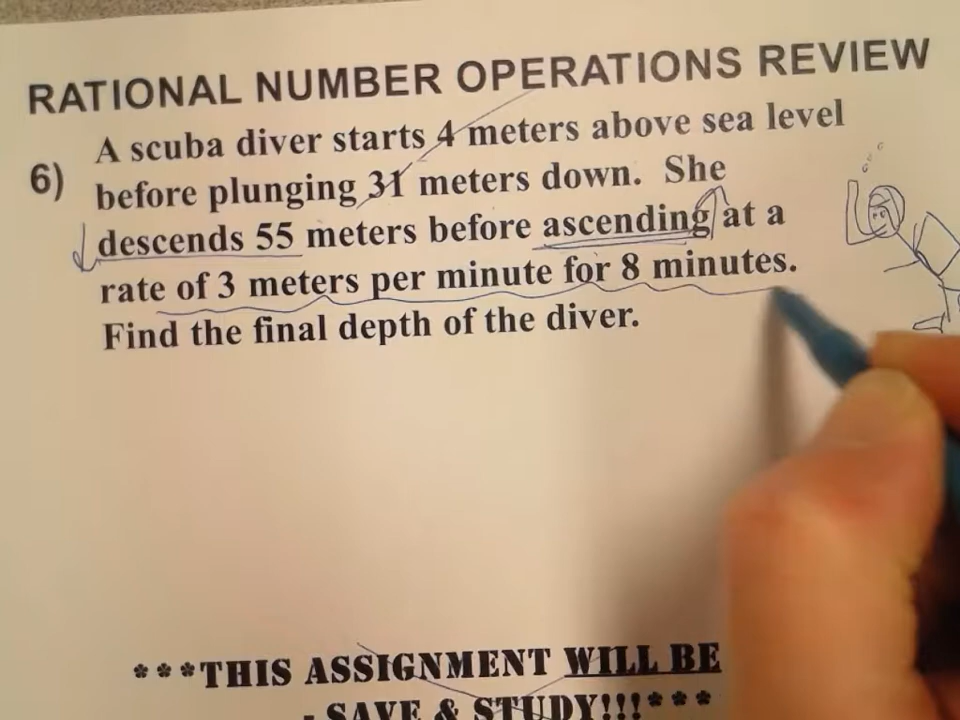 RATIONAL NUMBER OPERATIONS REVIEW
6) A scuba diver starts 4 meters above sea level
before plunging 31 meters down. She
descends 55 meters before ascending at a
rate of 3 meters per minute for 8 minutes.
Find the final depth of the diver.
***THIS ASSIGNMENT WILL BE
- SAVE & STUDY!!!***